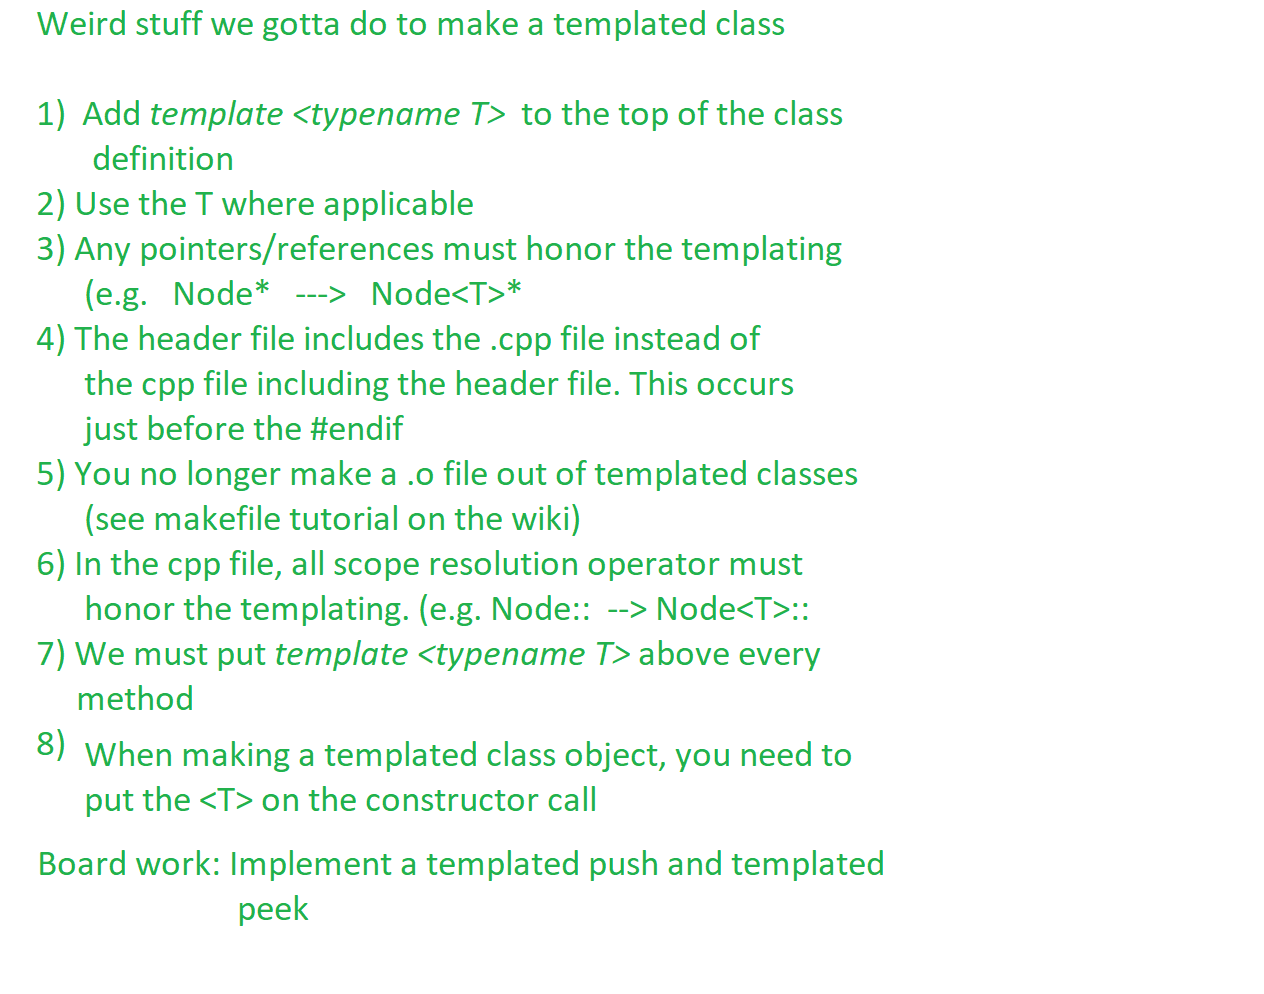 Weird stuff we gotta do to make a templated class
1) Add template <typename T> to the top of the class
definition
2) Use the T where applicable
3) Any pointers/references must honor the templating
(e.g. Node* ---> Node<T>*
4) The header file includes the .cpp file instead of
the cpp file including the header file. This occurs
just before the #endif
5) You no longer make a .o file out of templated classes
(see makefile tutorial on the wiki)
6) In the cpp file, all scope resolution operator must
honor the templating. (e.g. Node:: --> Node<T>::
7) We must put template <typename T> above every
method
8) When making a templated class object, you need to
put the <T> on the constructor call
Board work: Implement a templated push and templated
peek